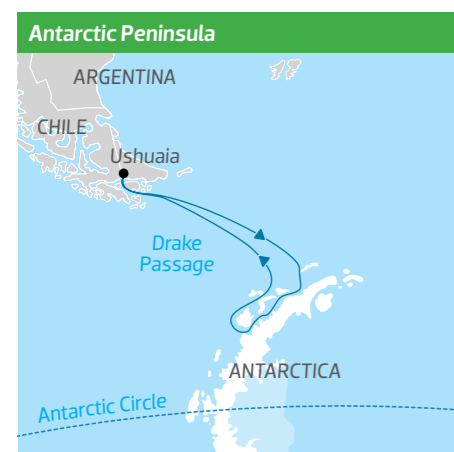 Antarctic Peninsula
ARGENTINA
CHILE
Ushuaia
Drake
Passage
ANTARCTICA
Antarctic Circle